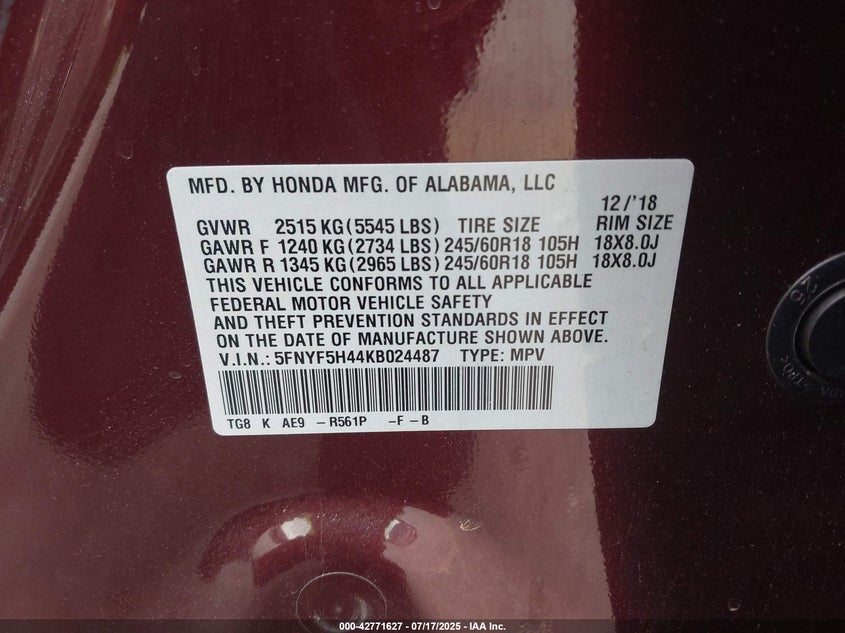 MFD. BY HONDA MFG. OF ALABAMA, LLC
12/'18
GVWR 2515 KG (5545 LBS) TIRE SIZE RIM SIZE
GAWR F 1240 KG (2734 LBS) 245/60R18 105H 18X8.0J
GAWR R 1345 KG (2965 LBS) 245/60R18 105H 18X8.0J
THIS VEHICLE CONFORMS TO ALL APPLICABLE
FEDERAL MOTOR VEHICLE SAFETY
AND THEFT PREVENTION STANDARDS IN EFFECT
ON THE DATE OF MANUFACTURE SHOWN ABOVE.
V.I.N.: 5FNYF5H44KB024487 TYPE: MPV
TG8 K AE9 -R561P -F-B
000-42771627 - 07/17/2025 - IAA Inc.